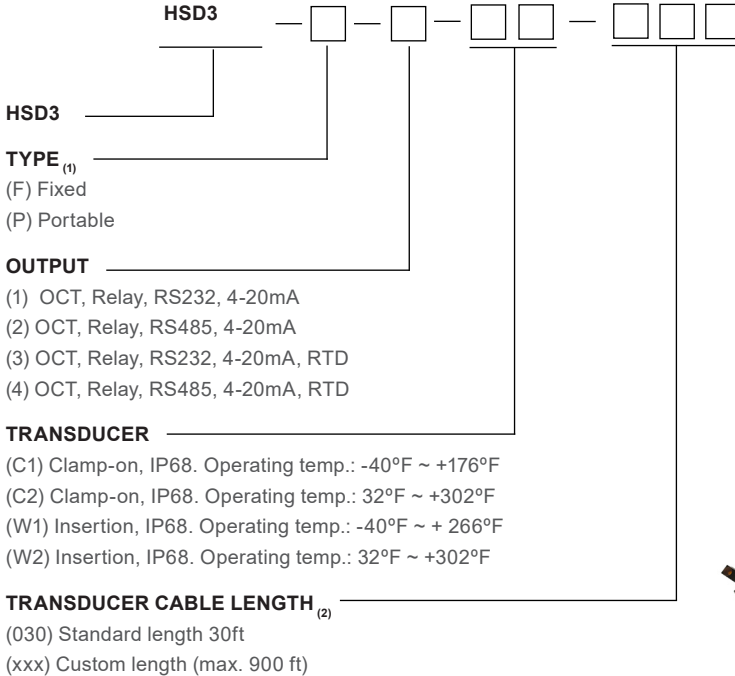 HSD3
HSD3
TYPE (1)
(F) Fixed
(P) Portable
OUTPUT
(1) OCT, Relay, RS232, 4-20mA
(2) OCT, Relay, RS485, 4-20mA
(3) OCT, Relay, RS232, 4-20mA, RTD
(4) OCT, Relay, RS485, 4-20mA, RTD
TRANSDUCER
(C1) Clamp-on, IP68. Operating temp.: -40ºF ~ +176ºF
(C2) Clamp-on, IP68. Operating temp.: 32ºF ~ +302ºF
(W1) Insertion, IP68. Operating temp.: -40ºF ~ + 266ºF
(W2) Insertion, IP68. Operating temp.: 32ºF ~ +302ºF
TRANSDUCER CABLE LENGTH (2)
(030) Standard length 30ft
(xxx) Custom length (max. 900 ft)